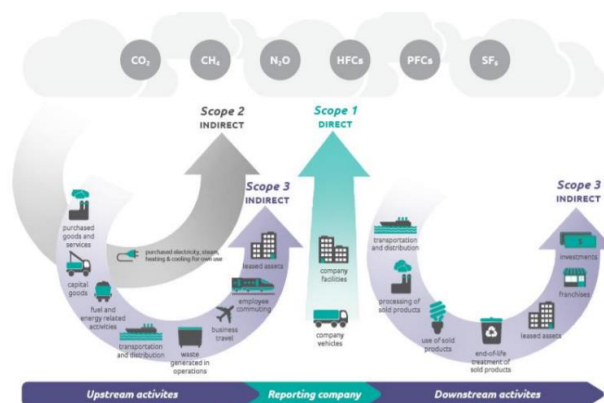 CO2
CH4
N2O
HFCs
PFCs
SF6
Scope 2
INDIRECT
Scope 1
DIRECT
Scope 3
INDIRECT
Scope 3
INDIRECT
purchased
goods and
services
capital
goods
fuel and
energy related
activities
transportation
and distribution
waste
generated in
operations
business
travel
employee
commuting
leased assets
purchased electricity, steam,
heating & cooling for own use
company
facilities
company
vehicles
transportation
and distribution
processing of
sold products
use of sold
products
end-of-life
treatment of
sold products
leased assets
franchises
investments
Upstream activites
Reporting company
Downstream activites